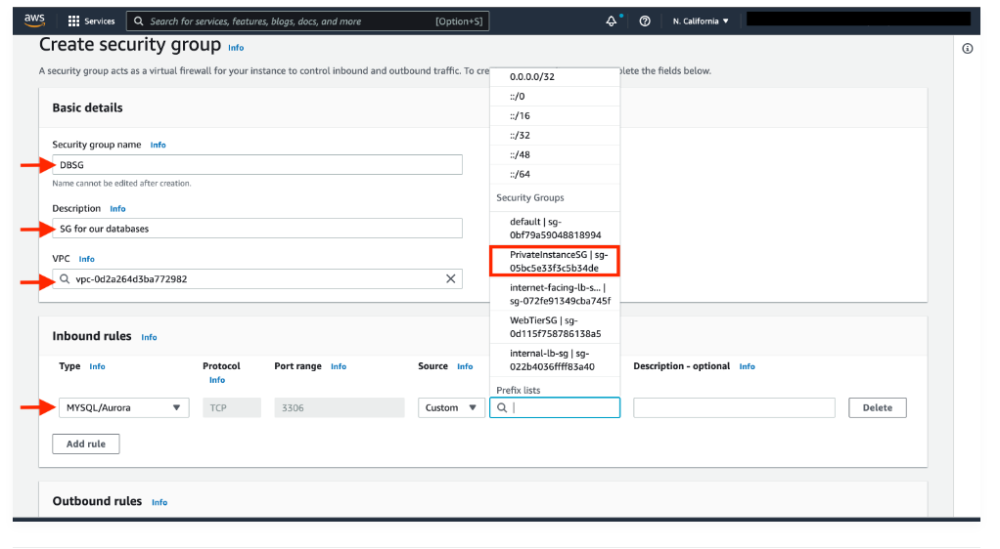 aws Services Search for services, features, blogs, docs, and more [Option+S] N. California ▼
Create security group Info
A security group acts as a virtual firewall for your instance to control inbound and outbound traffic. To cre plete the fields below.
Basic details
Security group name Info
DBSG
Name cannot be edited after creation.
Description Info
SG for our databases
VPC Info
vpc-0d2a264d3ba772982
0.0.0.0/32
::/0
::/16
::/32
::/48
::/64
Security Groups
default | sg-
0bf79a59048818994
PrivateInstanceSG | sg-
05bc5e33f3c5b34de
internet-facing-lb-s... |
sg-072fe91349cba745f
WebTierSG | sg-
0d115f758786138a5
internal-lb-sg | sg-
022b4036ffff83a40
Prefix lists
Inbound rules Info
Type Info
Protocol Info
Port range Info
Source Info
Description - optional Info
MYSQL/Aurora
TCP
3306
Custom
Delete
Add rule
Outbound rules Info